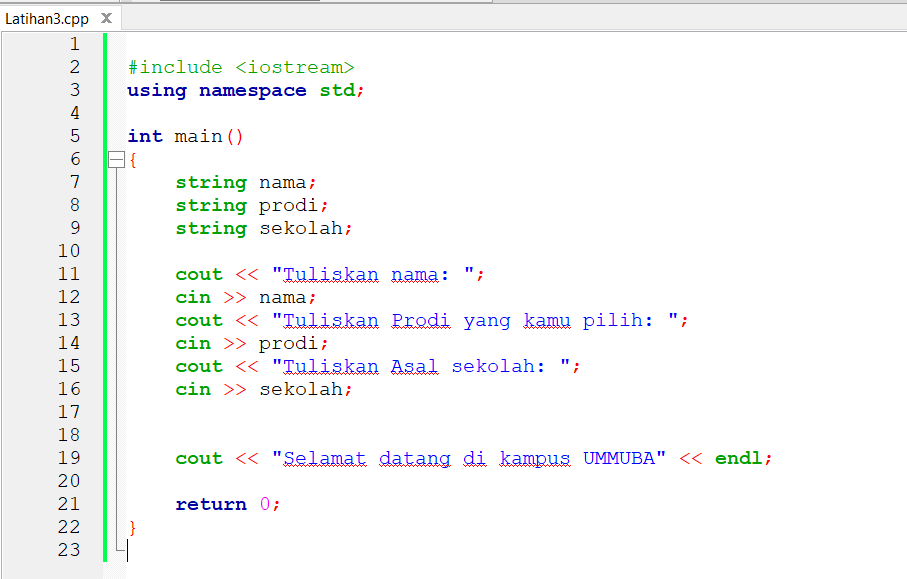 Latihan3.cpp X
1
2 #include <iostream>
3 using namespace std;
4
5 int main()
6 {
7 string nama;
8 string prodi;
9 string sekolah;
10
11 cout << "Tuliskan nama: ";
12 cin >> nama;
13 cout << "Tuliskan Prodi yang kamu pilih: ";
14 cin >> prodi;
15 cout << "Tuliskan Asal sekolah: ";
16 cin >> sekolah;
17
18
19 cout << "Selamat datang di kampus UMMUBA" << endl;
20
21 return 0;
22 }
23